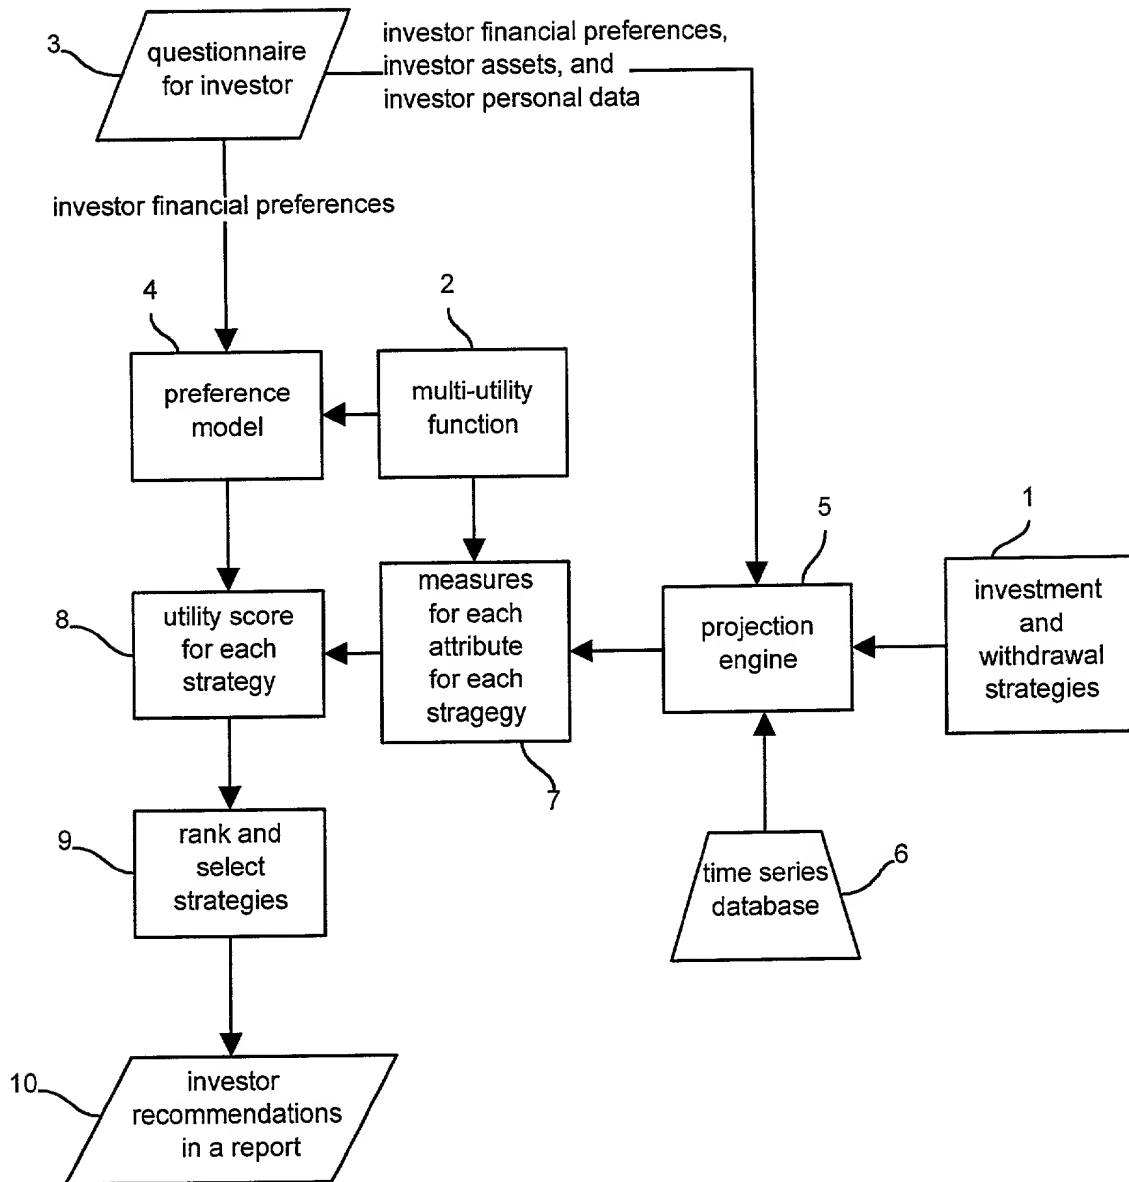 3
questionnaire
for investor
investor financial preferences,
investor assets, and
investor personal data
investor financial preferences
4
preference
model
2
multi-utility
function
8
utility score
for each
strategy
measures
for each
attribute
for each
stragegy
7
5
projection
engine
1
investment
and
withdrawal
strategies
9
rank and
select
strategies
time series
database
6
10
investor
recommendations
in a report